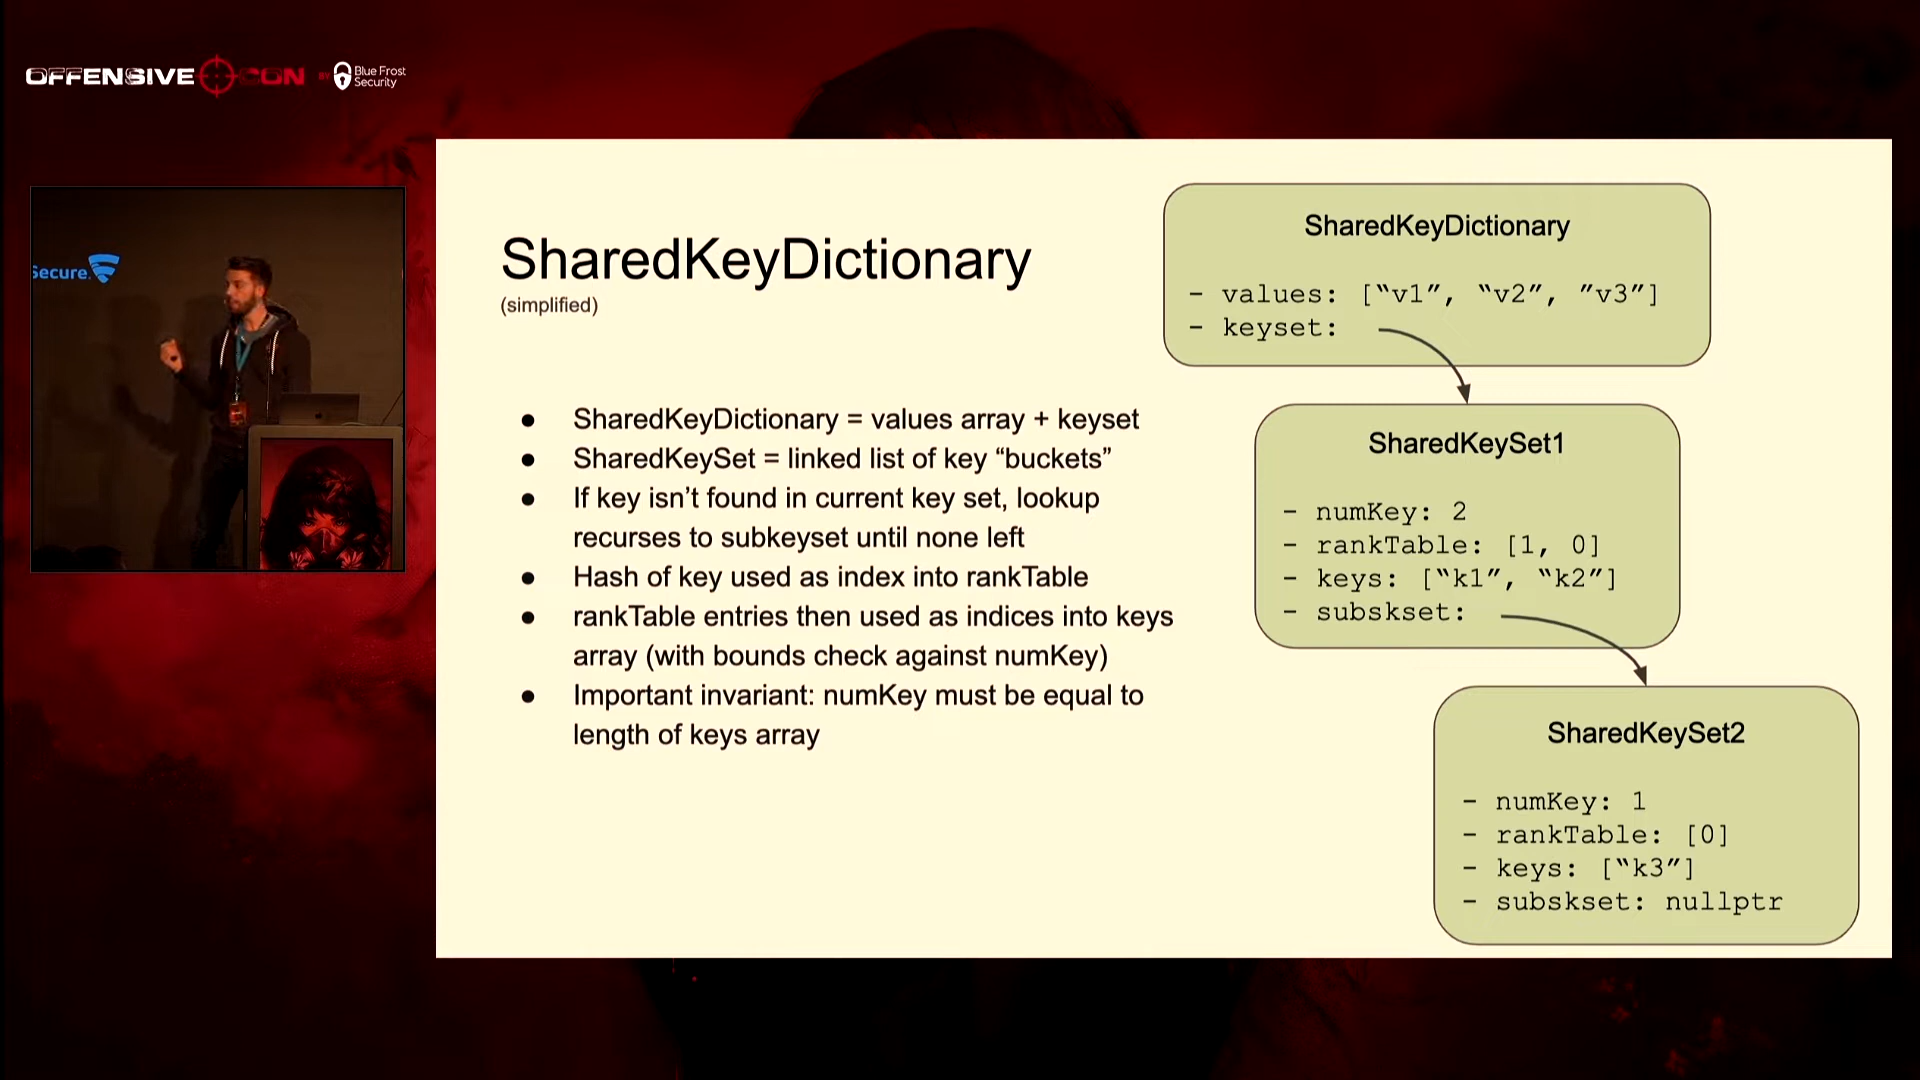 OFFENSIVE CON BY Blue Frost Security
Secure.
SharedKeyDictionary
(simplified)
● SharedKeyDictionary = values array + keyset
● SharedKeySet = linked list of key “buckets”
● If key isn’t found in current key set, lookup
recurses to subkeyset until none left
● Hash of key used as index into rankTable
● rankTable entries then used as indices into keys
array (with bounds check against numKey)
● Important invariant: numKey must be equal to
length of keys array
SharedKeyDictionary
- values: [“v1”, “v2”, ”v3”]
- keyset:
SharedKeySet1
- numKey: 2
- rankTable: [1, 0]
- keys: [“k1”, “k2”]
- subskset:
SharedKeySet2
- numKey: 1
- rankTable: [0]
- keys: [“k3”]
- subskset: nullptr